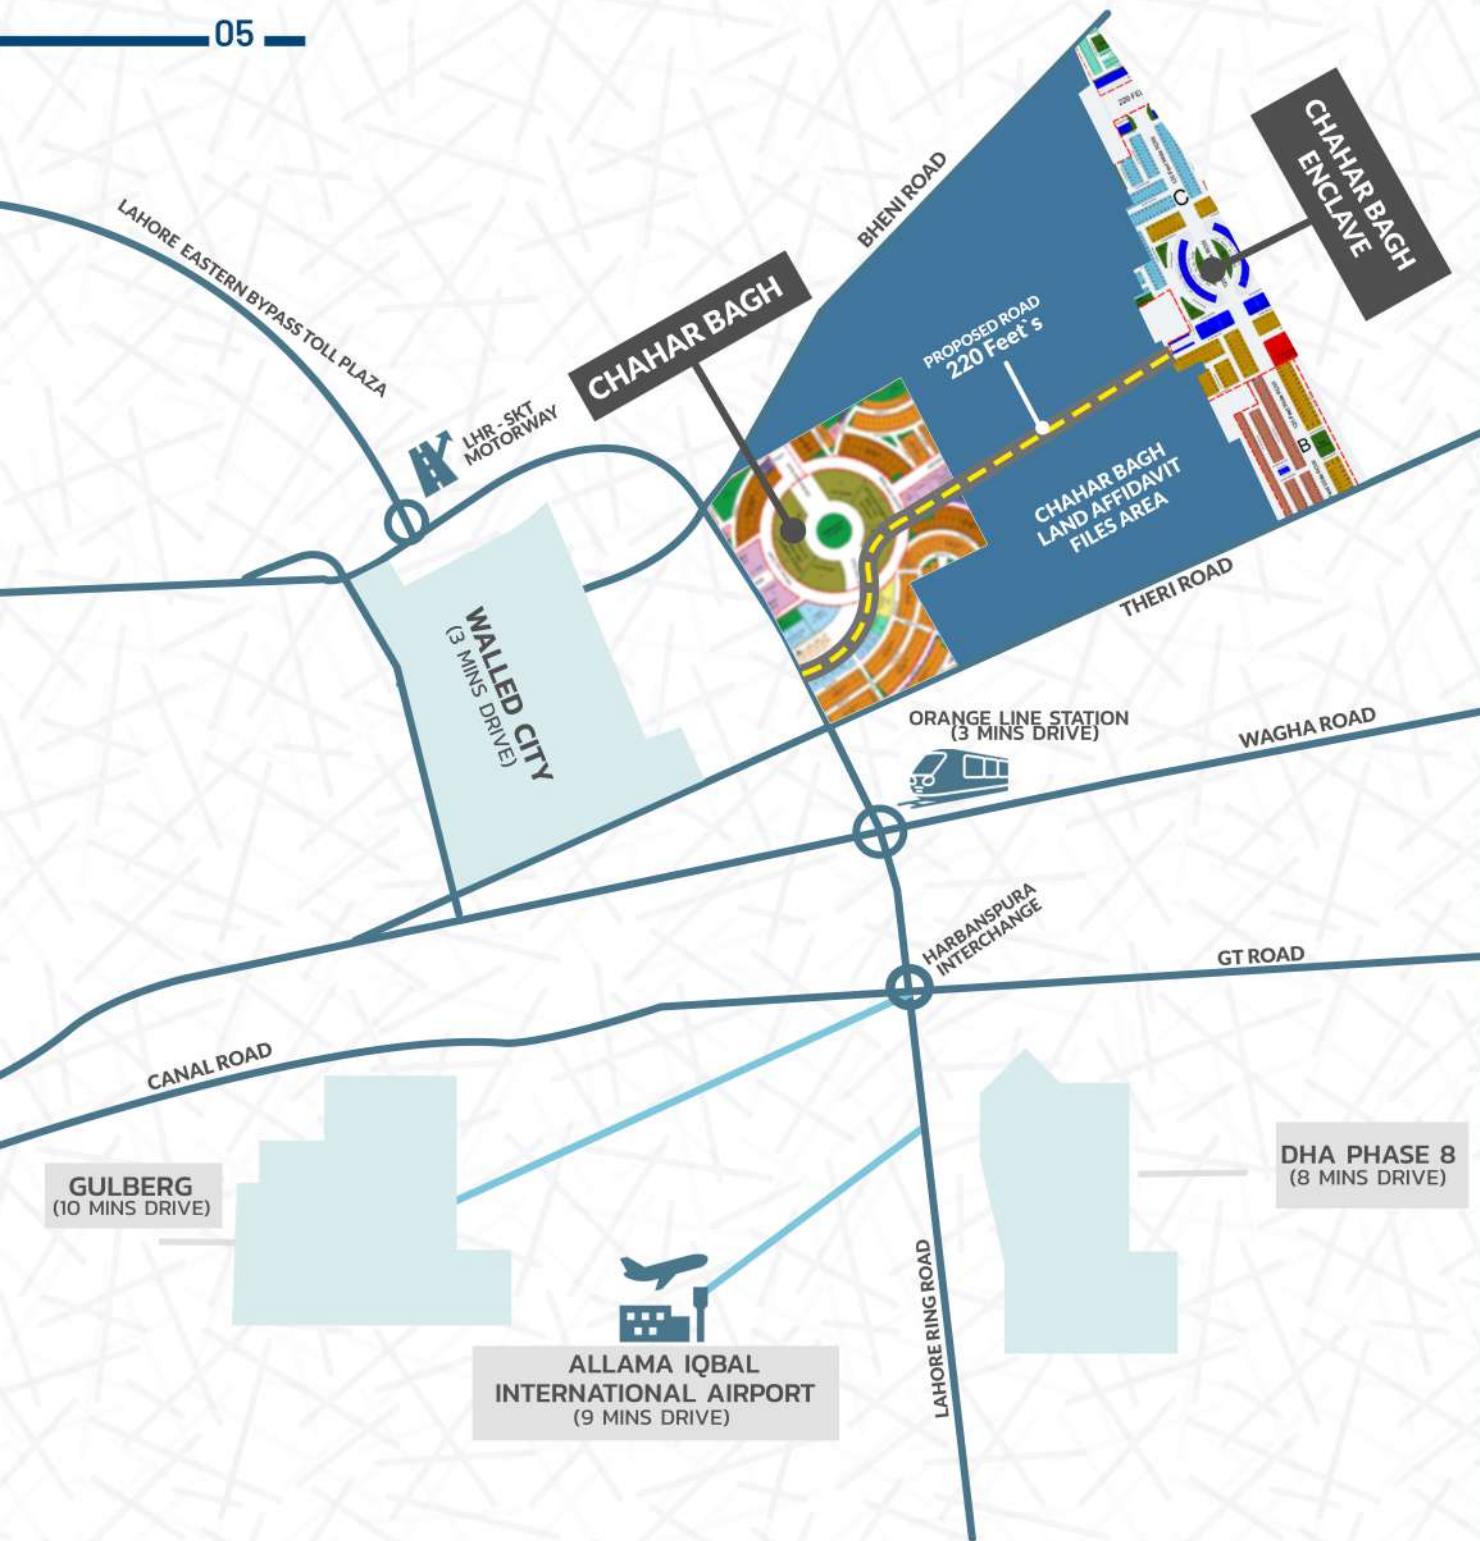 05
BHENI ROAD
220 FEE
C
CHAHAR BAGH
ENCLAVE
LAHORE EASTERN BYPASS TOLL PLAZA
CHAHAR BAGH
PROPOSED ROAD
220 Feet`s
LHR - SKT
MOTORWAY
B
CHAHAR BAGH
LAND AFFIDAVIT
FILES AREA
THERI ROAD
WALLED CITY
(3 MINS DRIVE)
ORANGE LINE STATION
(3 MINS DRIVE)
WAGHA ROAD
HARBANSPURA
INTERCHANGE
GT ROAD
CANAL ROAD
GULBERG
(10 MINS DRIVE)
DHA PHASE 8
(8 MINS DRIVE)
LAHORE RING ROAD
ALLAMA IQBAL
INTERNATIONAL AIRPORT
(9 MINS DRIVE)